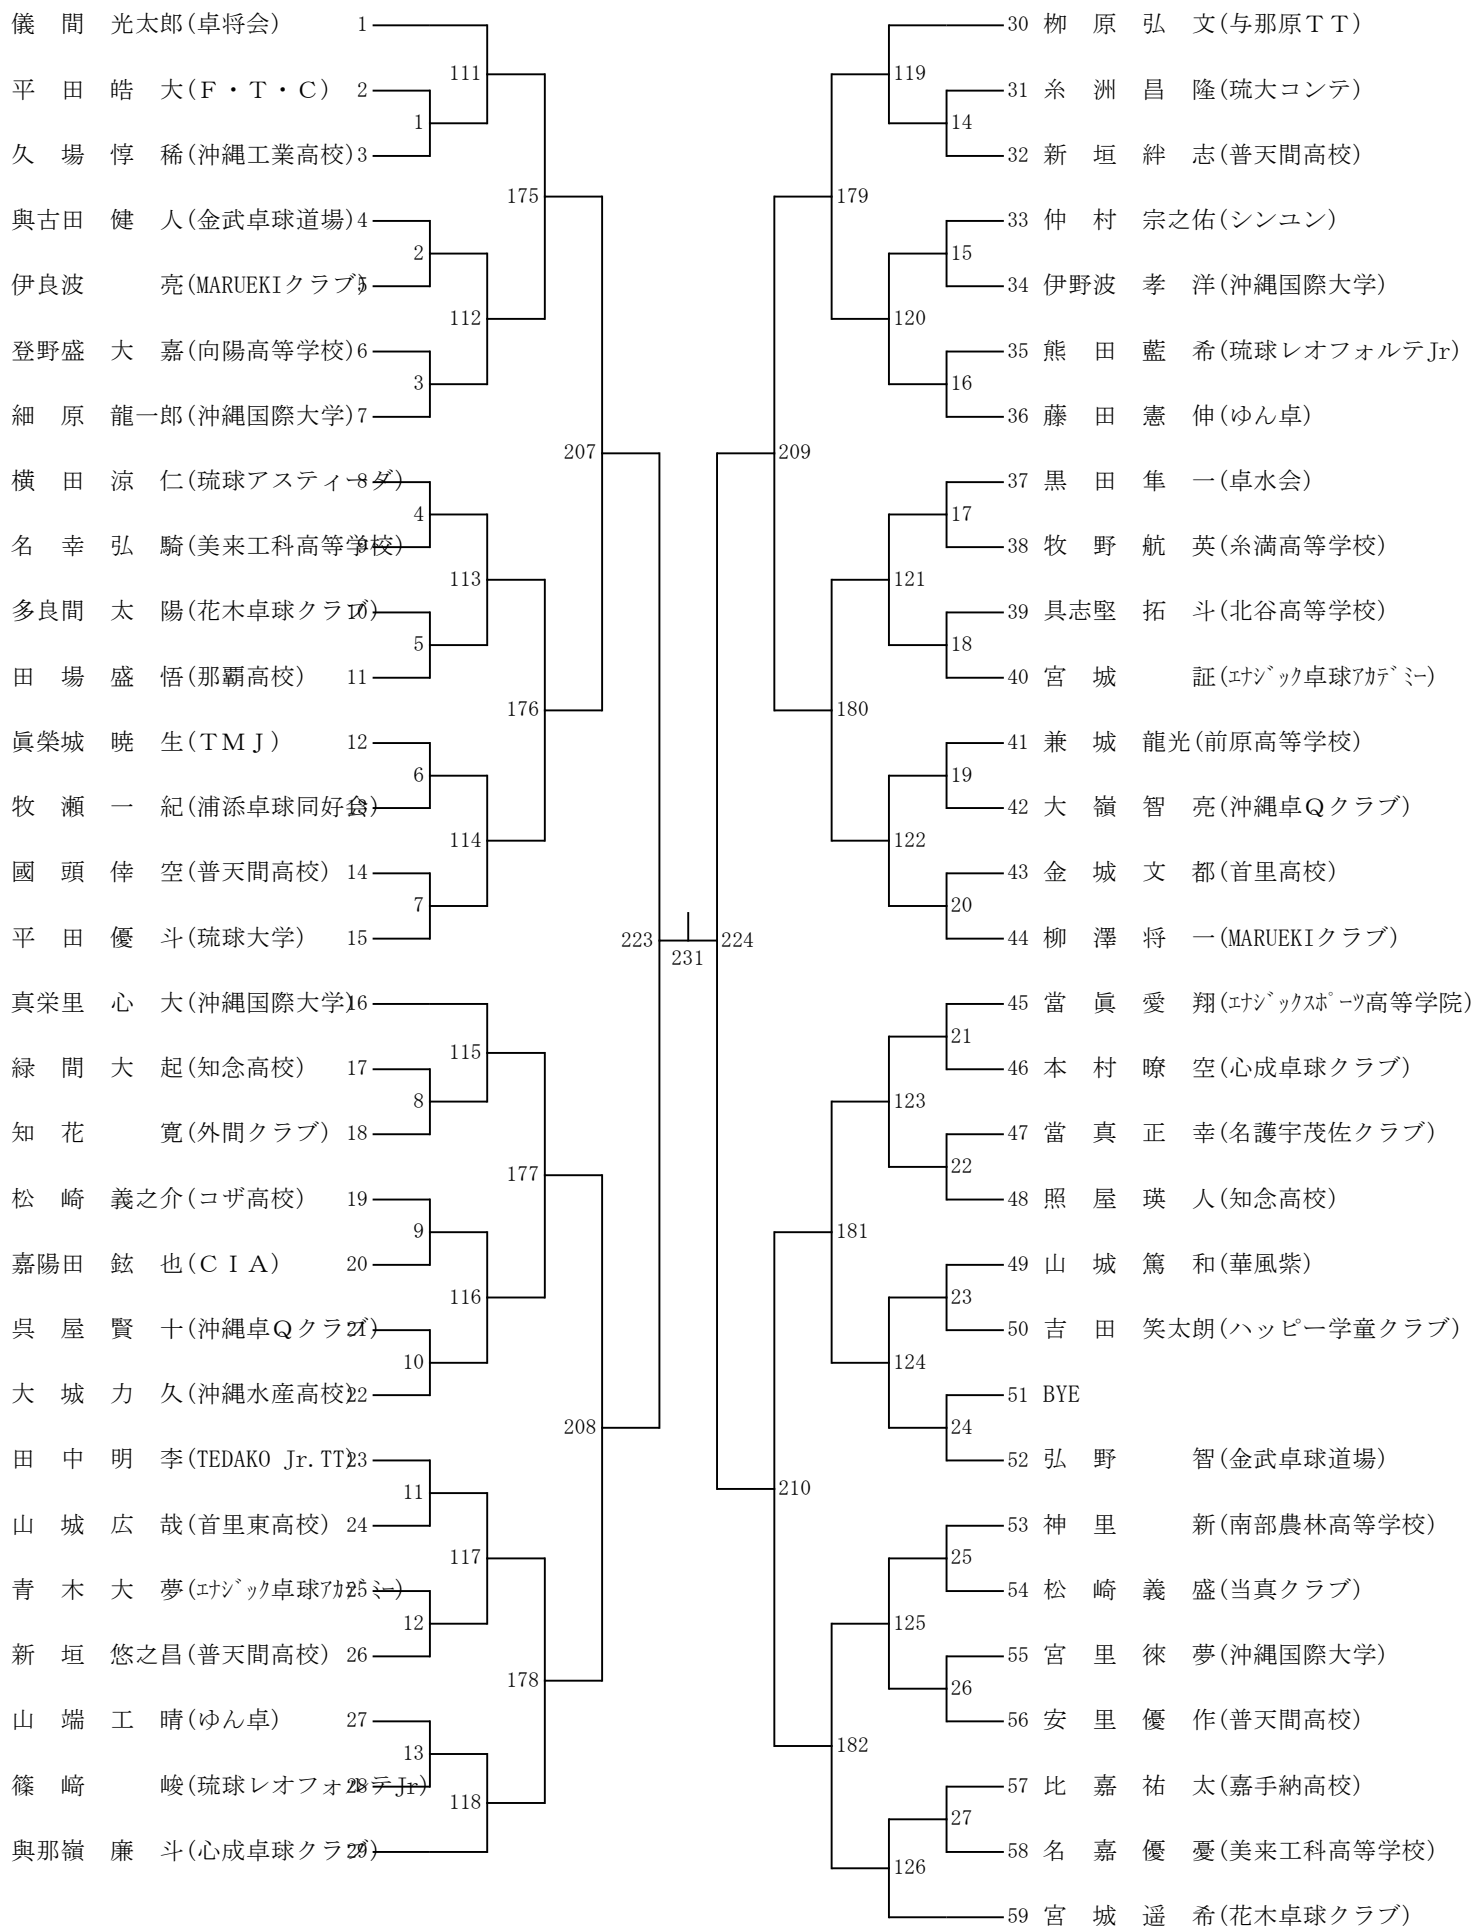 儀間 光太郎(卓将会) 1
111
平田 皓大(F・T・C) 2
1
久場 惇稀(沖縄工業高校) 3
175
與古田 健人(金武卓球道場) 4
2
伊良波 亮(MARUEKIクラブ) 5
112
登野盛 大嘉(向陽高等学校) 6
3
細原 龍一郎(沖縄国際大学) 7
207
横田 涼仁(琉球アスティーダ) 8
4
名幸 弘騎(美来工科高等学校) 9
113
多良間 太陽(花木卓球クラブ) 10
5
田場 盛悟(那覇高校) 11
176
眞榮城 暁生(TMJ) 12
6
牧瀬 一紀(浦添卓球同好会) 13
114
國頭 倖空(普天間高校) 14
7
平田 優斗(琉球大学) 15
223
231
224
真栄里 心大(沖縄国際大学) 16
115
緑間 大起(知念高校) 17
8
知花 寛(外間クラブ) 18
177
松崎 義之介(コザ高校) 19
9
嘉陽田 鉉也(CIA) 20
116
呉屋 賢十(沖縄卓Qクラブ) 21
10
大城 力久(沖縄水産高校) 22
208
田中 明李(TEDAKO Jr.TT) 23
11
山城 広哉(首里東高校) 24
117
青木 大夢(エナジック卓球アカデミー) 25
12
新垣 悠之昌(普天間高校) 26
178
山端 工晴(ゆん卓) 27
13
篠﨑 峻(琉球レオフォルテJr) 28
118
與那嶺 廉斗(心成卓球クラブ) 29
30 栁原 弘文(与那原TT)
119
31 糸洲 昌隆(琉大コンテ)
14
32 新垣 絆志(普天間高校)
179
33 仲村 宗之佑(シンユン)
15
34 伊野波 孝洋(沖縄国際大学)
120
35 熊田 藍希(琉球レオフォルテJr)
16
36 藤田 憲伸(ゆん卓)
209
37 黒田 隼一(卓水会)
17
38 牧野 航英(糸満高等学校)
121
39 具志堅 拓斗(北谷高等学校)
18
40 宮城 証(エナジック卓球アカデミー)
180
41 兼城 龍光(前原高等学校)
19
42 大嶺 智亮(沖縄卓Qクラブ)
122
43 金城 文都(首里高校)
20
44 柳澤 将一(MARUEKIクラブ)
45 當眞 愛翔(エナジックスポーツ高等学院)
21
46 本村 暸空(心成卓球クラブ)
123
47 當真 正幸(名護宇茂佐クラブ)
22
48 照屋 瑛人(知念高校)
181
49 山城 篤和(華風紫)
23
50 吉田 笑太朗(ハッピー学童クラブ)
124
51 BYE
24
52 弘野 智(金武卓球道場)
210
53 神里 新(南部農林高等学校)
25
54 松崎 義盛(当真クラブ)
125
55 宮里 徠夢(沖縄国際大学)
26
56 安里 優作(普天間高校)
182
57 比嘉 祐太(嘉手納高校)
27
58 名嘉 優憂(美来工科高等学校)
126
59 宮城 遥希(花木卓球クラブ)